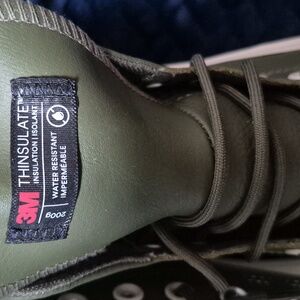 3M
THINSULATE™
INSULATION | ISOLANT
WATER RESISTANT
IMPERMÉABLE
200g